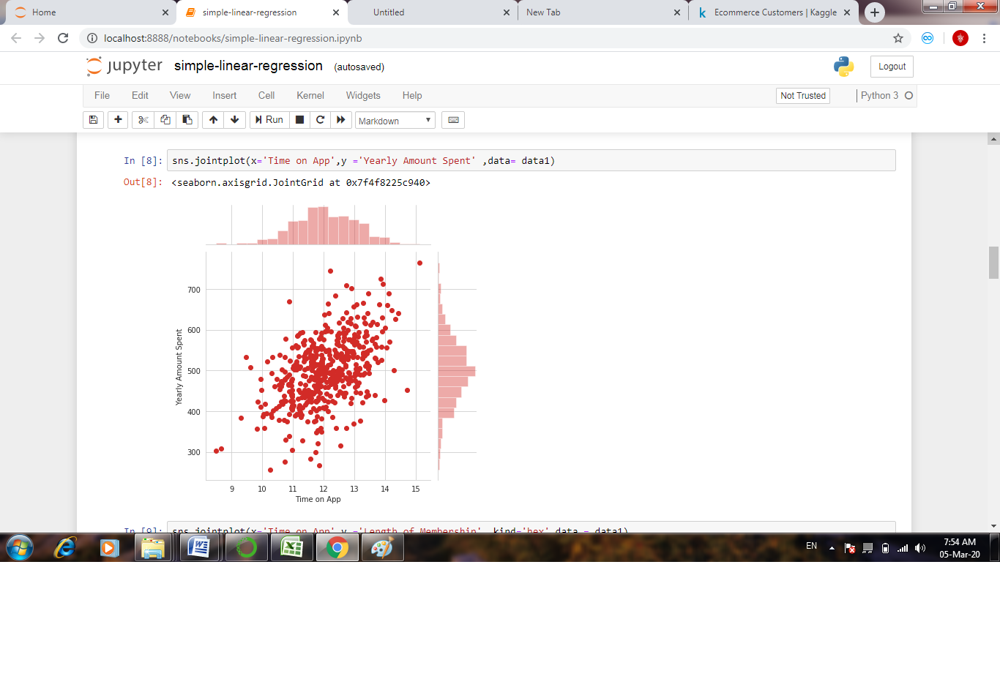 Home
simple-linear-regression
Untitled
New Tab
Ecommerce Customers | Kaggle
localhost:8888/notebooks/simple-linear-regression.ipynb
jupyter simple-linear-regression (autosaved)
Logout
File Edit View Insert Cell Kernel Widgets Help
Not Trusted
Python 3
Run
Markdown
In [8]: sns.jointplot(x='Time on App',y ='Yearly Amount Spent' ,data= data1)
Out[8]: <seaborn.axisgrid.JointGrid at 0x7f4f8225c940>
700
600
500
400
300
Yearly Amount Spent
9 10 11 12 13 14 15
Time on App
In [9]: sns.jointplot(x='Time on App',y ='Length of Membership' ,kind='hex',data = data1)
EN
7:54 AM
05-Mar-20